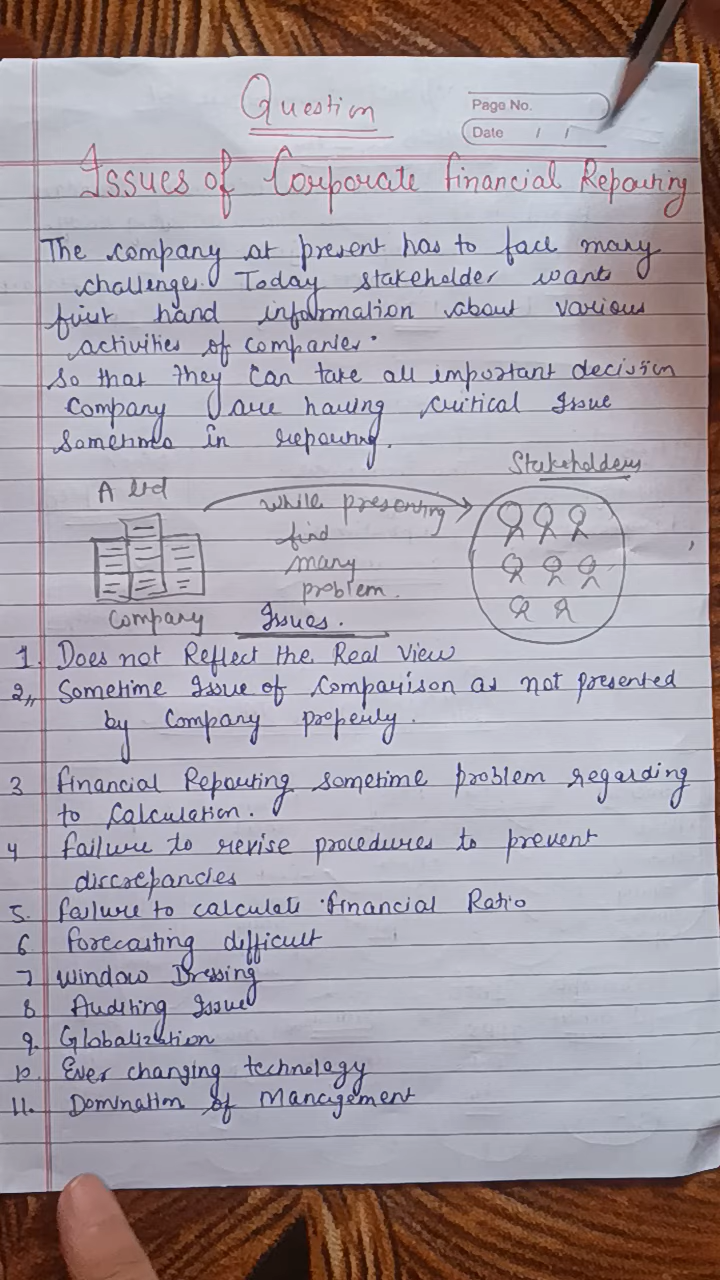 Question
Page No.
Date / /
Issues of Corporate financial Reporting
The company at present has to face many
challenges. Today stakeholder wants
first hand information about various
activities of companies.
So that they can take all important decision
Company are having critical Issue
Sometimes in reporting.
Stakeholders
A ltd
while presenting
find
many
problem.
Company
Issues.
1. Does not Reflect the Real View
2,, Sometime Issue of Comparison as not presented
by Company properly.
3 financial Reporting sometime problem regarding
to Calculation.
4 failure to revise procedures to prevent
discrepancies
5. failure to calculate financial Ratio
6 forecasting difficult
7 window Dressing
8 Auditing Issue
9. Globalization
10. Ever changing technology
11. Domination of Management